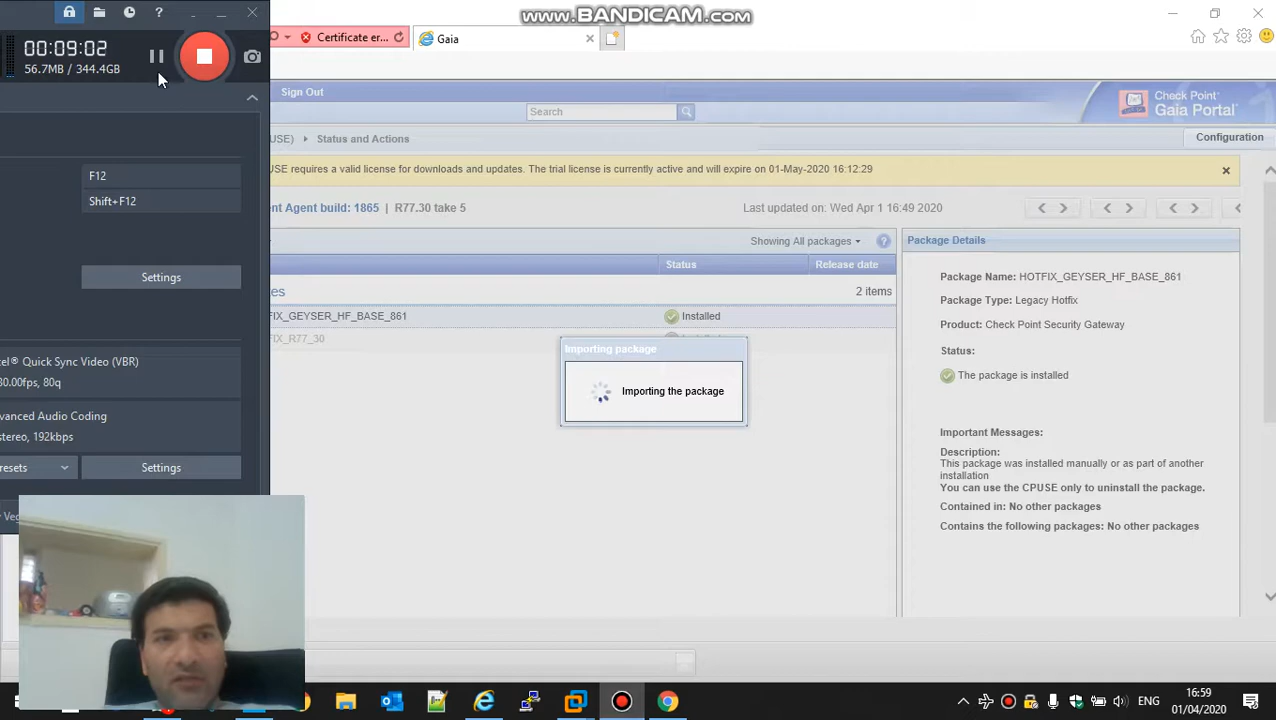 www.BANDICAM.com
00:09:02
56.7MB / 344.4GB
Certificate er...
Gaia
Sign Out
Search
Check Point
Gaia Portal
USE) Status and Actions
Configuration
F12
Shift+F12
USE requires a valid license for downloads and updates. The trial license is currently active and will expire on 01-May-2020 16:12:29
nt Agent build: 1865 | R77.30 take 5
Last updated on: Wed Apr 1 16:49 2020
Showing All packages
Package Details
Status
Release date
Settings
es
2 items
Package Name: HOTFIX_GEYSER_HF_BASE_861
Package Type: Legacy Hotfix
FIX_GEYSER_HF_BASE_861
Installed
FIX_R77_30
Product: Check Point Security Gateway
Importing package
Importing the package
Status:
The package is installed
tel® Quick Sync Video (VBR)
30.00fps, 80q
dvanced Audio Coding
stereo, 192kbps
resets
Settings
Important Messages:
Description:
This package was installed manually or as part of another
installation
You can use the CPUSE only to uninstall the package.
Contained in: No other packages
Contains the following packages: No other packages
y Veg
ENG
16:59
01/04/2020